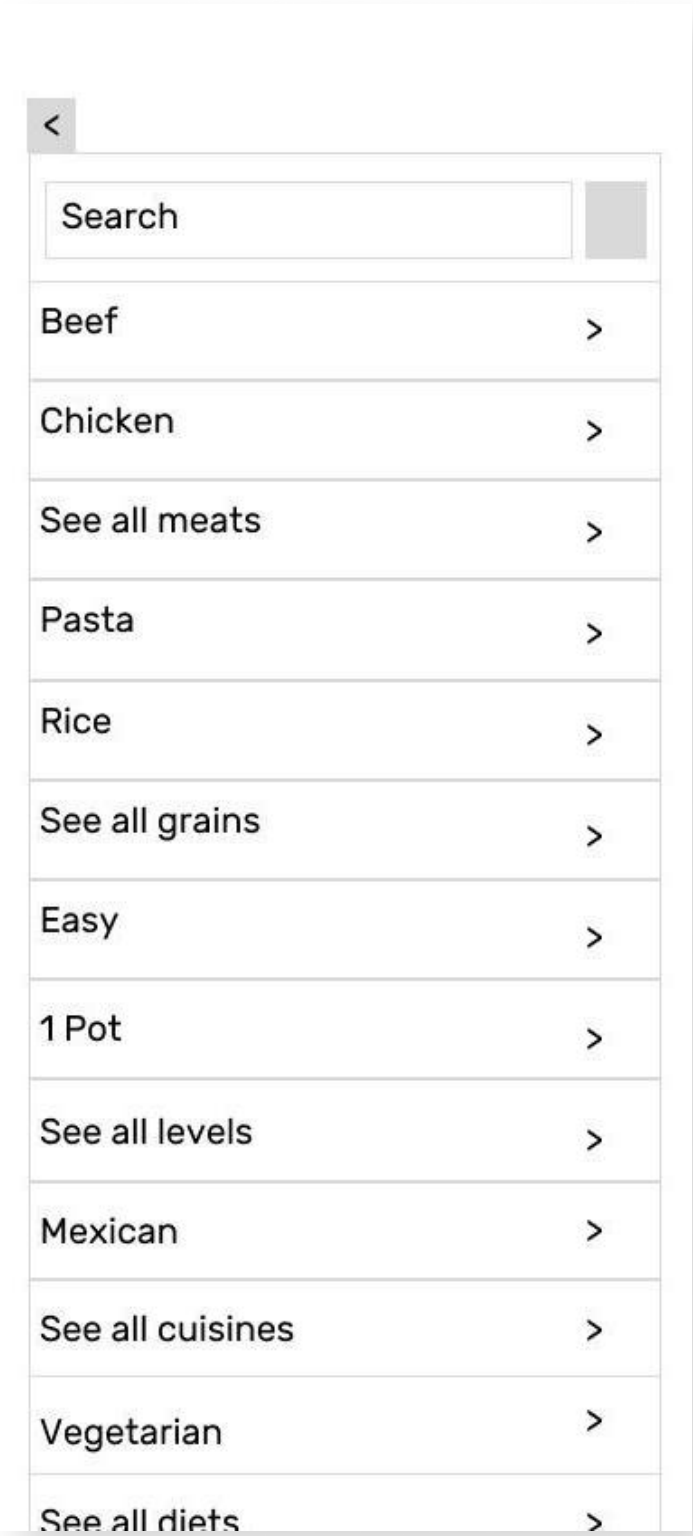 <
Search
Beef >
Chicken >
See all meats >
Pasta >
Rice >
See all grains >
Easy >
1 Pot >
See all levels >
Mexican >
See all cuisines >
Vegetarian >
See all diets >